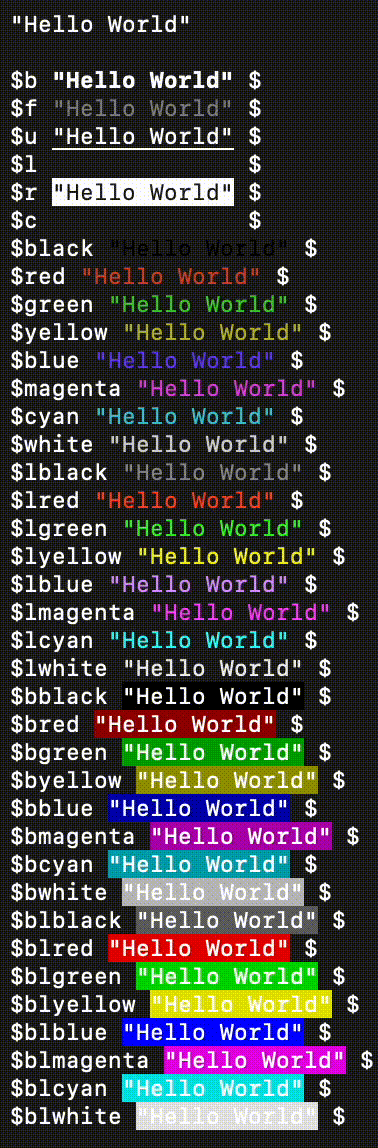 "Hello World"
$b "Hello World" $
$f "Hello World" $
$u "Hello World" $
$l $
$r "Hello World" $
$c $
$black "Hello World" $
$red "Hello World" $
$green "Hello World" $
$yellow "Hello World" $
$blue "Hello World" $
$magenta "Hello World" $
$cyan "Hello World" $
$white "Hello World" $
$lblack "Hello World" $
$lred "Hello World" $
$lgreen "Hello World" $
$lyellow "Hello World" $
$lblue "Hello World" $
$lmagenta "Hello World" $
$lcyan "Hello World" $
$lwhite "Hello World" $
$bblack "Hello World" $
$bred "Hello World" $
$bgreen "Hello World" $
$byellow "Hello World" $
$bblue "Hello World" $
$bmagenta "Hello World" $
$bcyan "Hello World" $
$bwhite "Hello World" $
$blblack "Hello World" $
$blred "Hello World" $
$blgreen "Hello World" $
$blyellow "Hello World" $
$blblue "Hello World" $
$blmagenta "Hello World" $
$blcyan "Hello World" $
$blwhite "Hello World" $